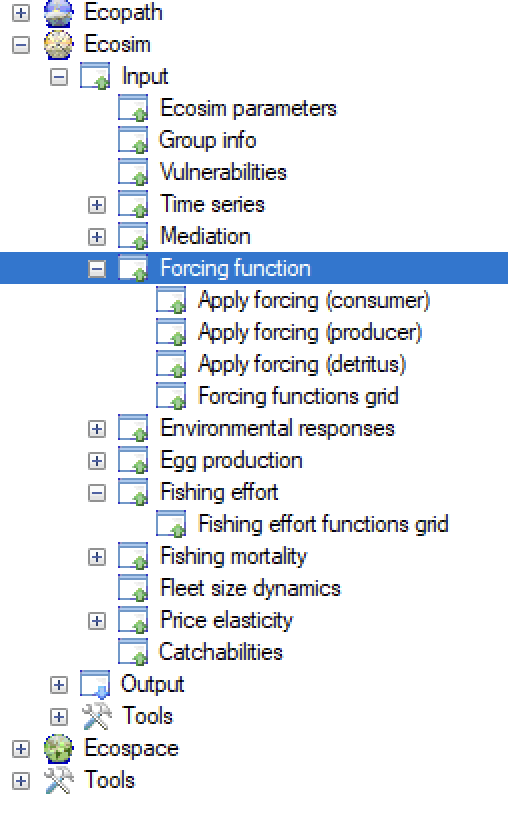 Ecopath
Ecosim
Input
Ecosim parameters
Group info
Vulnerabilities
Time series
Mediation
Forcing function
Apply forcing (consumer)
Apply forcing (producer)
Apply forcing (detritus)
Forcing functions grid
Environmental responses
Egg production
Fishing effort
Fishing effort functions grid
Fishing mortality
Fleet size dynamics
Price elasticity
Catchabilities
Output
Tools
Ecospace
Tools